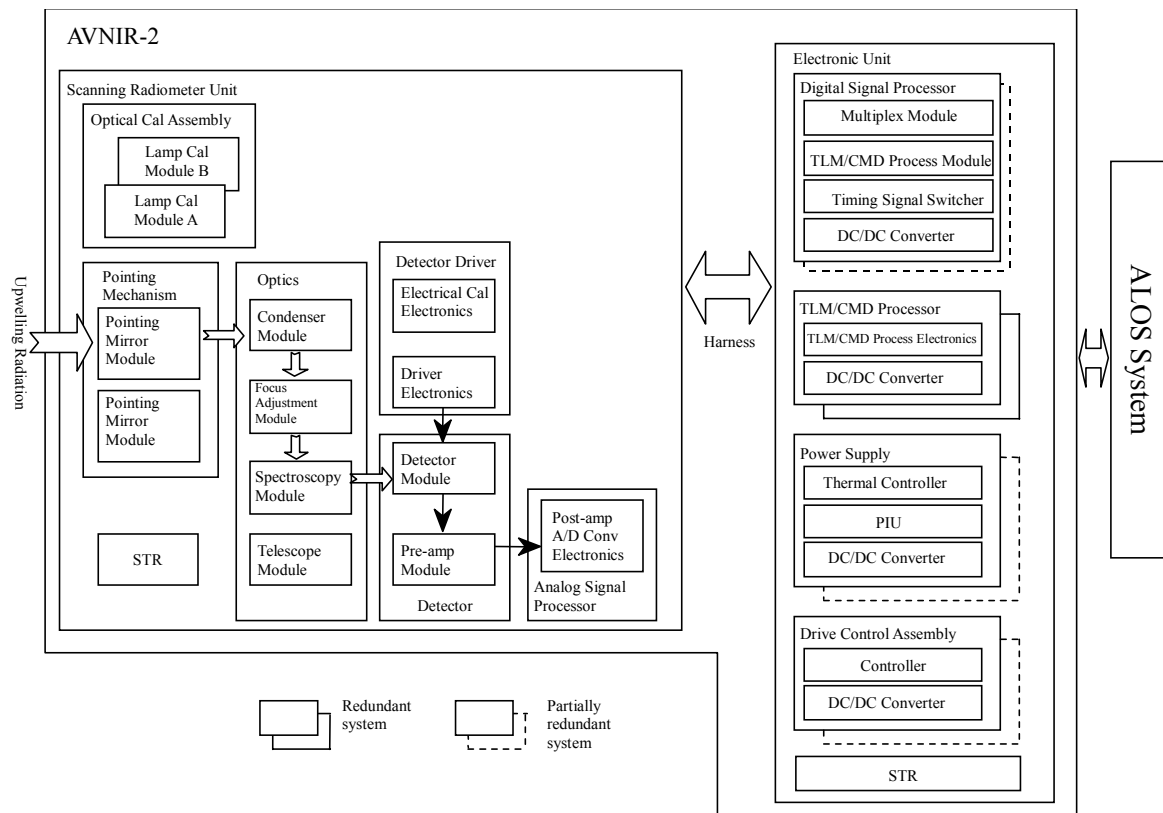 AVNIR-2
Scanning Radiometer Unit
Optical Cal Assembly
Lamp Cal
Module B
Lamp Cal
Module A
Upwelling Radiation
Pointing
Mechanism
Pointing
Mirror
Module
Pointing
Mirror
Module
STR
Optics
Condenser
Module
Focus
Adjustment
Module
Spectroscopy
Module
Telescope
Module
Detector Driver
Electrical Cal
Electronics
Driver
Electronics
Detector
Module
Pre-amp
Module
Detector
Post-amp
A/D Conv
Electronics
Analog Signal
Processor
Harness
Electronic Unit
Digital Signal Processor
Multiplex Module
TLM/CMD Process Module
Timing Signal Switcher
DC/DC Converter
TLM/CMD Processor
TLM/CMD Process Electronics
DC/DC Converter
Power Supply
Thermal Controller
PIU
DC/DC Converter
Drive Control Assembly
Controller
DC/DC Converter
STR
ALOS System
Redundant
system
Partially
redundant
system